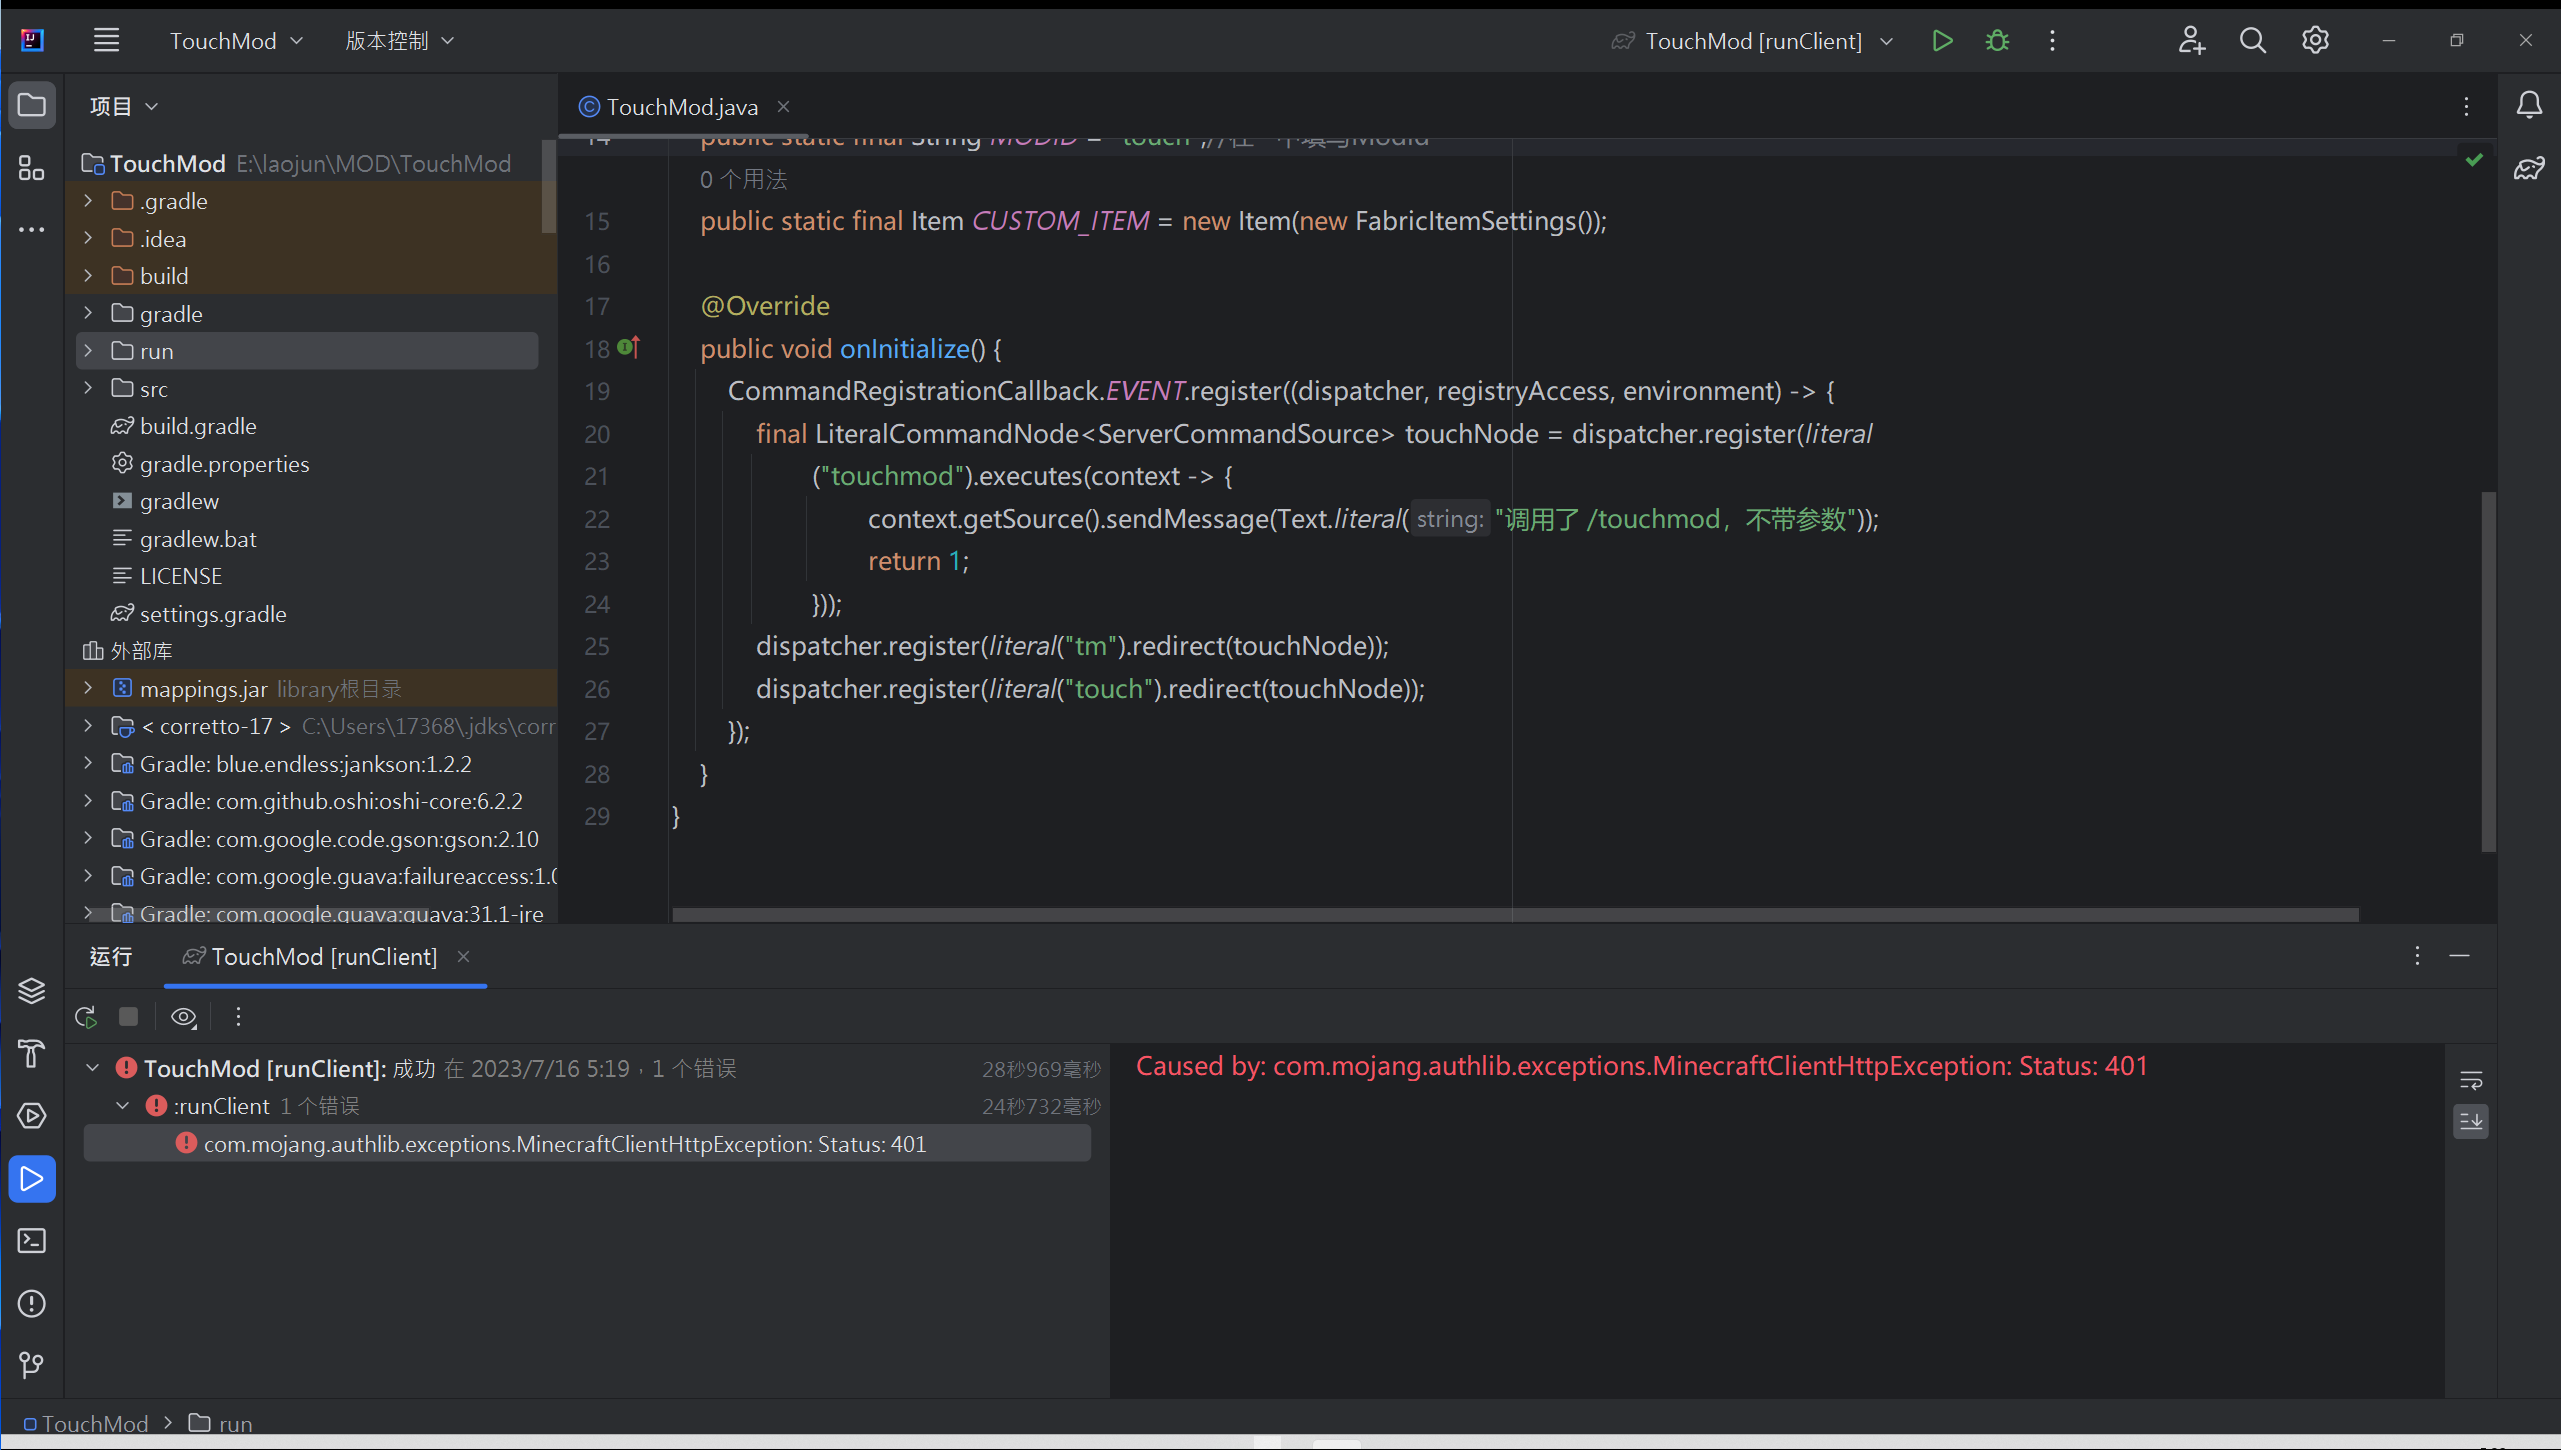 TouchMod
版本控制
TouchMod [runClient]
项目
TouchMod.java
TouchMod E:\laojun\MOD\TouchMod
.gradle
.idea
build
gradle
run
src
build.gradle
gradle.properties
gradlew
gradlew.bat
LICENSE
settings.gradle
外部库
mappings.jar library根目录
< corretto-17 > C:\Users\17368\.jdks\corr
Gradle: blue.endless:jankson:1.2.2
Gradle: com.github.oshi:oshi-core:6.2.2
Gradle: com.google.code.gson:gson:2.10
Gradle: com.google.guava:failureaccess:1.0
Gradle: com.google.guava:guava:31.1-jre
14 public static final String MODID = "touch";
0 个用法
15 public static final Item CUSTOM_ITEM = new Item(new FabricItemSettings());
16
17 @Override
18 public void onInitialize() {
19 CommandRegistrationCallback.EVENT.register((dispatcher, registryAccess, environment) -> {
20 final LiteralCommandNode<ServerCommandSource> touchNode = dispatcher.register(literal
21 ("touchmod").executes(context -> {
22 context.getSource().sendMessage(Text.literal( string: "调用了 /touchmod，不带参数"));
23 return 1;
24 }));
25 dispatcher.register(literal("tm").redirect(touchNode));
26 dispatcher.register(literal("touch").redirect(touchNode));
27 });
28 }
29 }
运行
TouchMod [runClient]
TouchMod [runClient]: 成功 在 2023/7/16 5:19，1 个错误 28秒969毫秒
:runClient 1 个错误 24秒732毫秒
com.mojang.authlib.exceptions.MinecraftClientHttpException: Status: 401
Caused by: com.mojang.authlib.exceptions.MinecraftClientHttpException: Status: 401
TouchMod > run